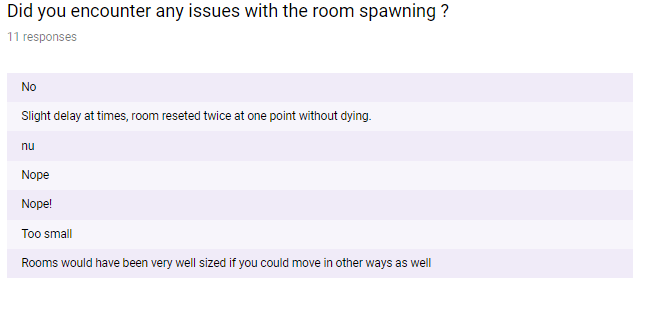 Did you encounter any issues with the room spawning ?
11 responses
No
Slight delay at times, room reseted twice at one point without dying.
nu
Nope
Nope!
Too small
Rooms would have been very well sized if you could move in other ways as well